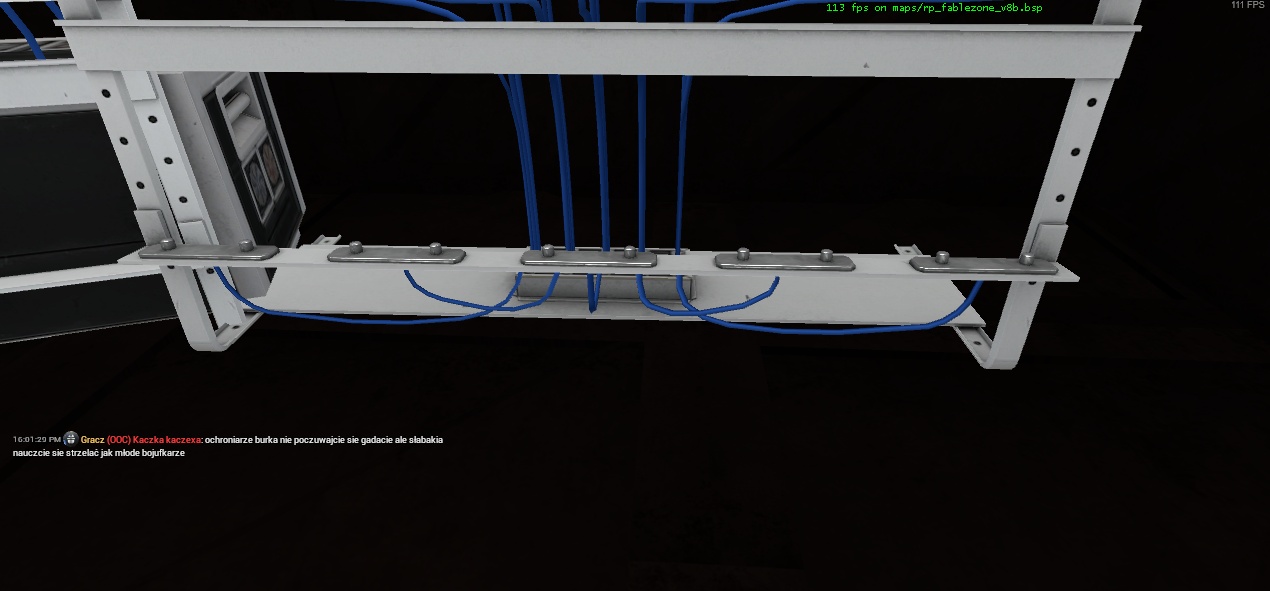 113 fps on maps/rp_fablezone_v8b.bsp
111 FPS
16:01:29 PM Gracz (OOC) Kaczka kaczexa: ochroniarze burka nie poczuwajcie sie gadacie ale słabakia
nauczcie sie strzelać jak młode bojufkarze